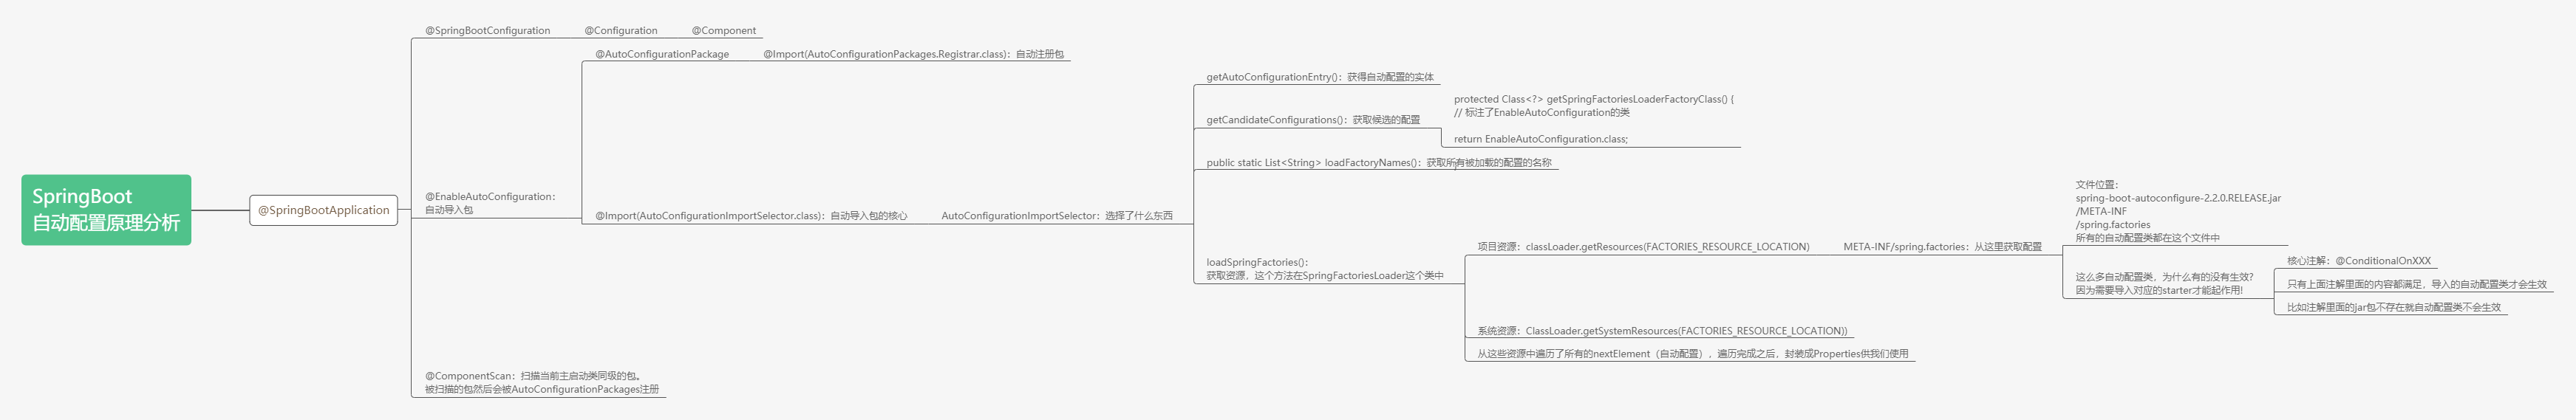 SpringBoot
自动配置原理分析
@SpringBootApplication
@SpringBootConfiguration
@Configuration
@Component
@EnableAutoConfiguration：
自动导入包
@AutoConfigurationPackage
@Import(AutoConfigurationPackages.Registrar.class)：自动注册包
@Import(AutoConfigurationImportSelector.class)：自动导入包的核心
AutoConfigurationImportSelector：选择了什么东西
getAutoConfigurationEntry()：获得自动配置的实体
getCandidateConfigurations()：获取候选的配置
protected Class<?> getSpringFactoriesLoaderFactoryClass() {
// 标注了EnableAutoConfiguration的类
return EnableAutoConfiguration.class;
public static List<String> loadFactoryNames()：获取所有被加载的配置的名称
loadSpringFactories()：
获取资源，这个方法在SpringFactoriesLoader这个类中
项目资源：classLoader.getResources(FACTORIES_RESOURCE_LOCATION)
META-INF/spring.factories：从这里获取配置
文件位置：
spring-boot-autoconfigure-2.2.0.RELEASE.jar
/META-INF
/spring.factories
所有的自动配置类都在这个文件中
这么多自动配置类，为什么有的没有生效?
因为需要导入对应的starter才能起作用!
核心注解：@ConditionalOnXXX
只有上面注解里面的内容都满足，导入的自动配置类才会生效
比如注解里面的jar包不存在就自动配置类不会生效
系统资源：ClassLoader.getSystemResources(FACTORIES_RESOURCE_LOCATION))
从这些资源中遍历了所有的nextElement（自动配置），遍历完成之后，封装成Properties供我们使用
@ComponentScan：扫描当前主启动类同级的包。
被扫描的包然后会被AutoConfigurationPackages注册